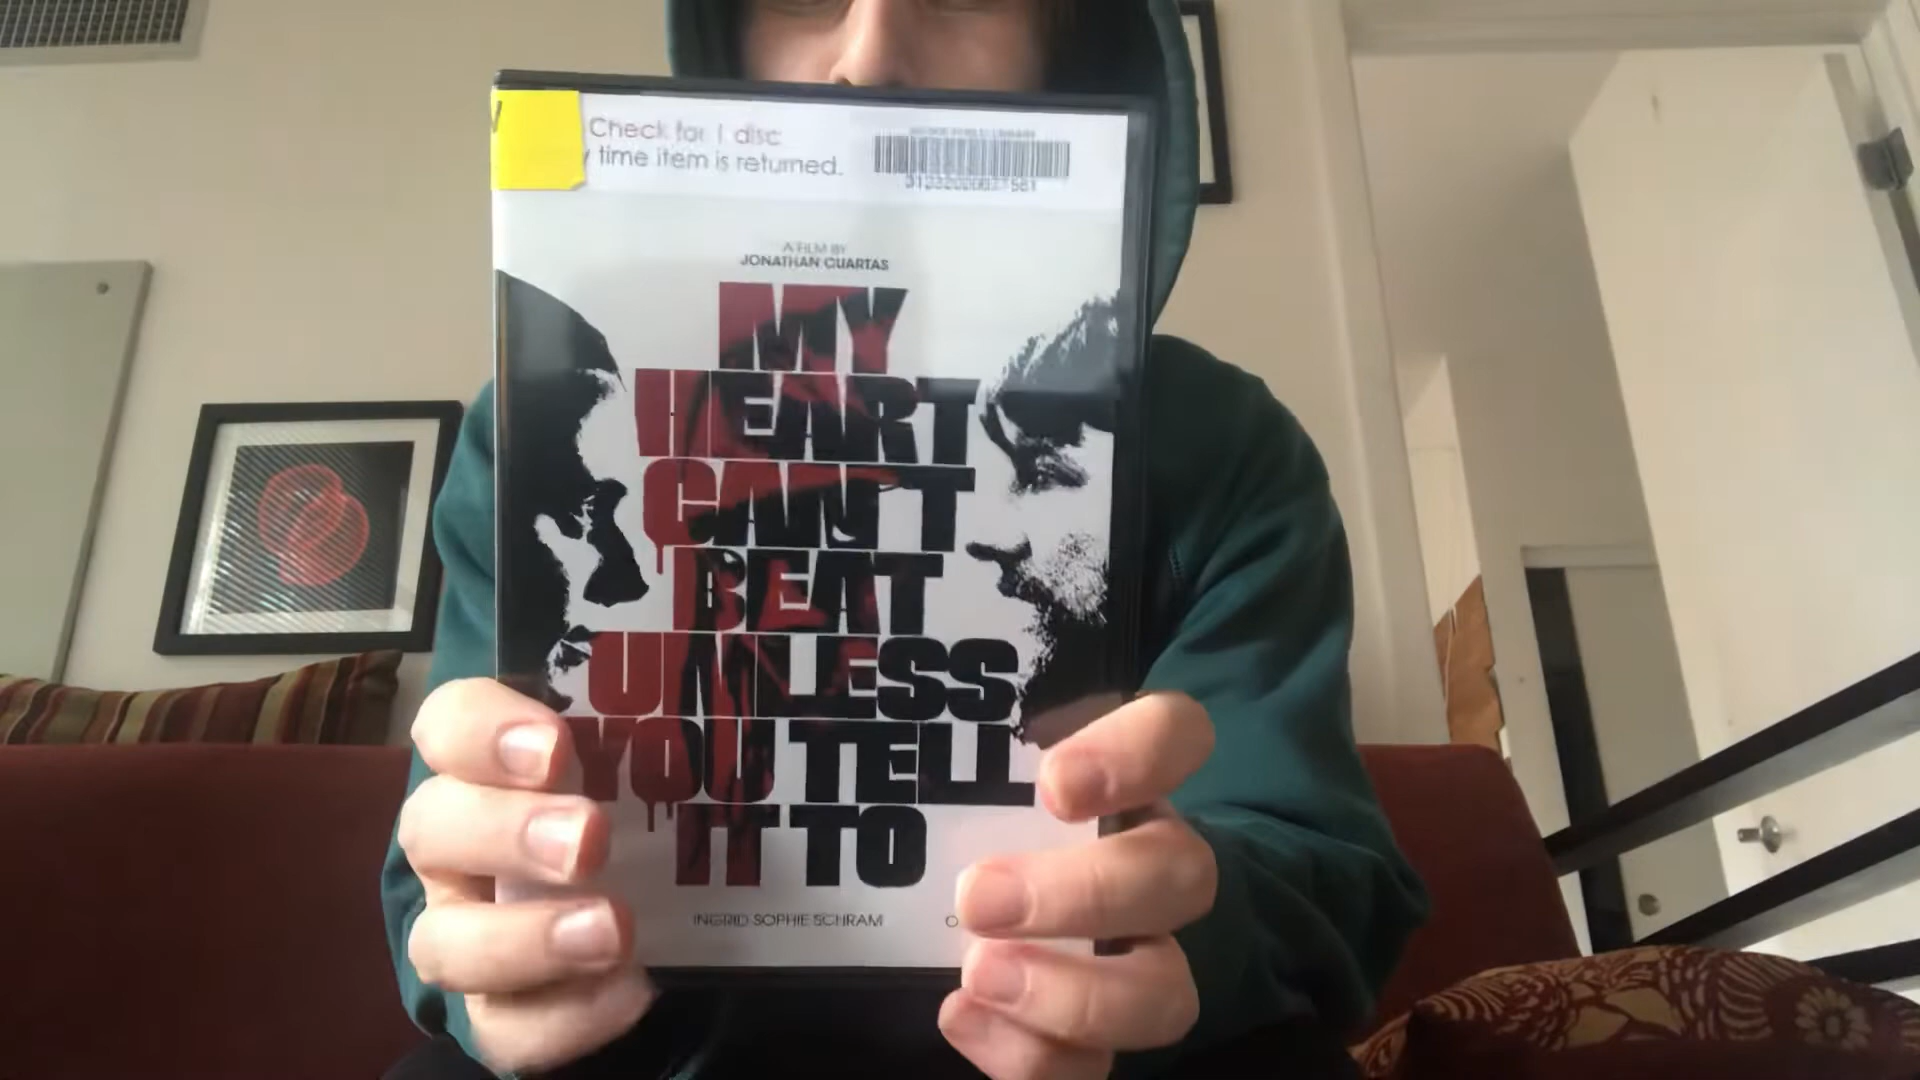 Check for 1 disc
time item is returned.
A FILM BY
JONATHAN CUARTAS
MY
HEART
CAN'T
BEAT
UNLESS
YOU TELL
IT TO
INGRID SOPHIE SCHRAM